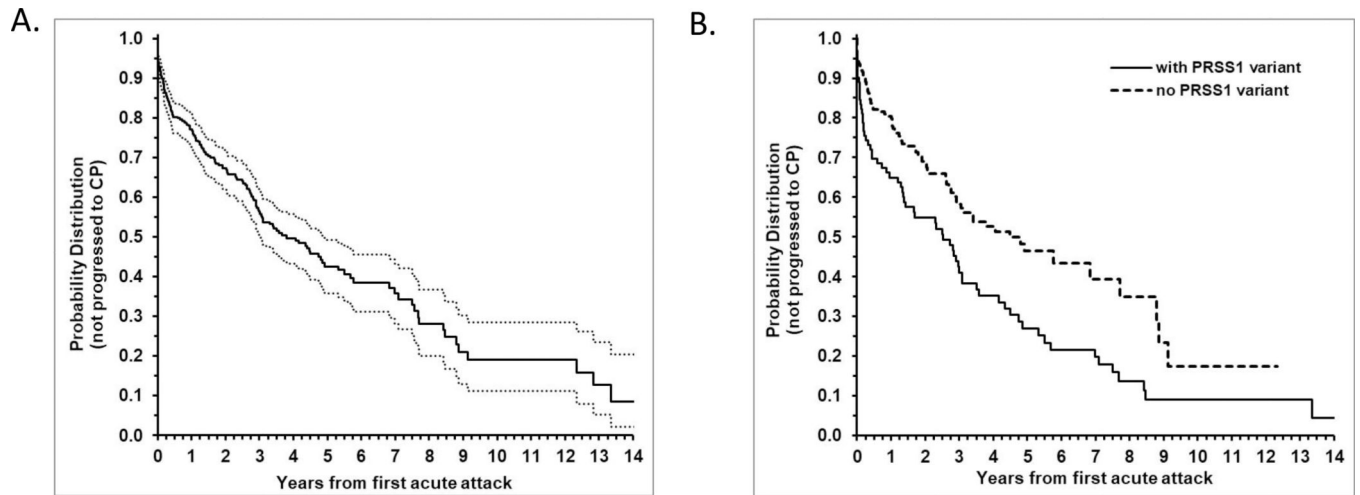 A.
Probability Distribution
(not progressed to CP)
1.0
0.9
0.8
0.7
0.6
0.5
0.4
0.3
0.2
0.1
0.0
0 1 2 3 4 5 6 7 8 9 10 11 12 13 14
Years from first acute attack
B.
Probability Distribution
(not progressed to CP)
1.0
0.9
0.8
0.7
0.6
0.5
0.4
0.3
0.2
0.1
0.0
with PRSS1 variant
no PRSS1 variant
0 1 2 3 4 5 6 7 8 9 10 11 12 13 14
Years from first acute attack